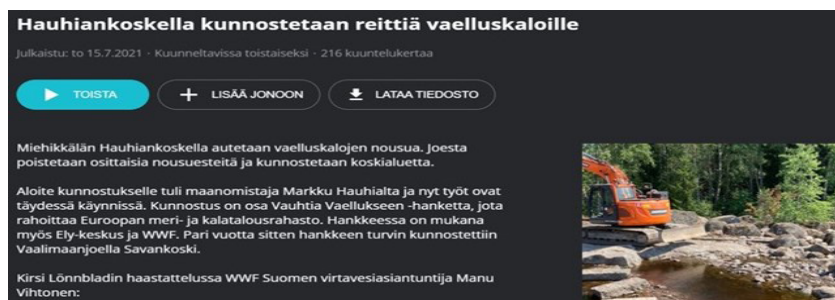 Hauhiankoskella kunnostetaan reittiä vaelluskaloille
Julkaistu: to 15.7.2021 · Kuunneltavissa toistaiseksi · 216 kuuntelukertaa
TOISTA
LISÄÄ JONOON
LATAA TIEDOSTO
Miehikkälän Hauhiankoskella autetaan vaelluskalojen nousua. Joesta
poistetaan osittaisia nousuesteitä ja kunnostetaan koskialuetta.
Aloite kunnostukselle tuli maanomistaja Markku Hauhialta ja nyt työt ovat
täydessä käynnissä. Kunnostus on osa Vauhtia Vaellukseen -hanketta, jota
rahoittaa Euroopan meri- ja kalatalousrahasto. Hankkeessa on mukana
myös Ely-keskus ja WWF. Pari vuotta sitten hankkeen turvin kunnostettiin
Vaalimaanjoella Savankoski.
Kirsi Lönnbladin haastattelussa WWF Suomen virtavesiasiantuntija Manu
Vihtonen: